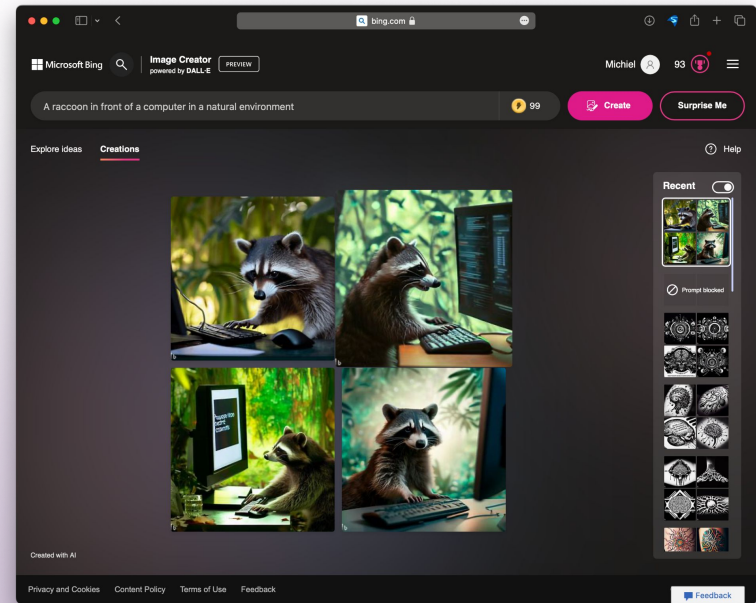 bing.com
Microsoft Bing
Image Creator
powered by DALL·E
PREVIEW
Michiel
93
A raccoon in front of a computer in a natural environment
99
Create
Surprise Me
Explore ideas
Creations
Help
Recent
Prompt blocked
Created with AI
Privacy and Cookies
Content Policy
Terms of Use
Feedback
Feedback